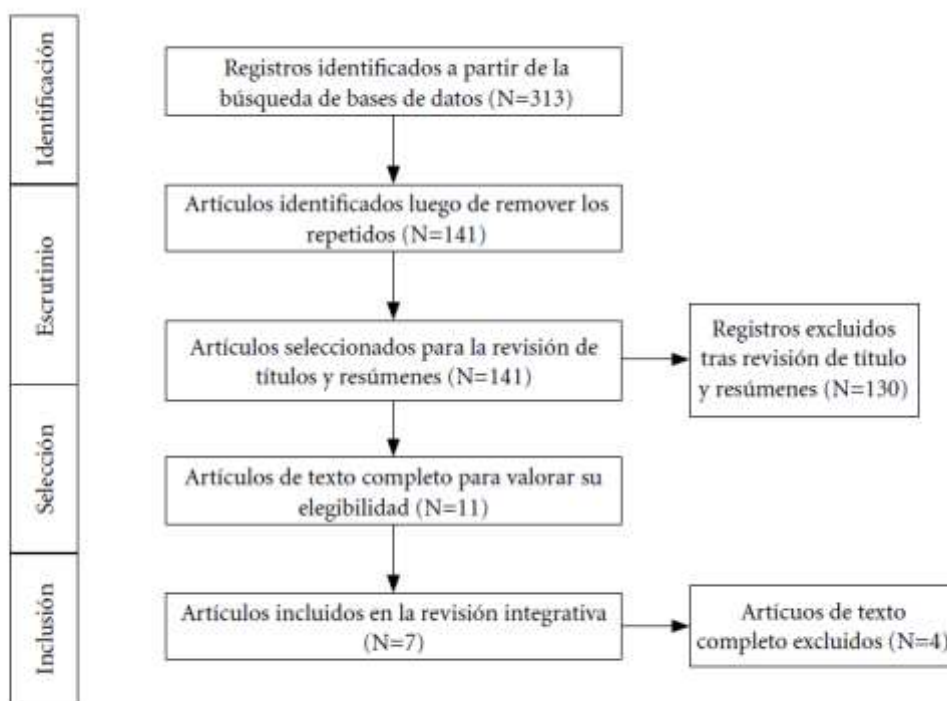 Identificación
Registros identificados a partir de la
búsqueda de bases de datos (N=313)
Escrutinio
Artículos identificados luego de remover los
repetidos (N=141)
Artículos seleccionados para la revisión de
títulos y resúmenes (N=141)
Registros excluidos
tras revisión de título
y resúmenes (N=130)
Selección
Artículos de texto completo para valorar su
elegibilidad (N=11)
Inclusión
Artículos incluidos en la revisión integrativa
(N=7)
Artícuos de texto
completo excluidos (N=4)